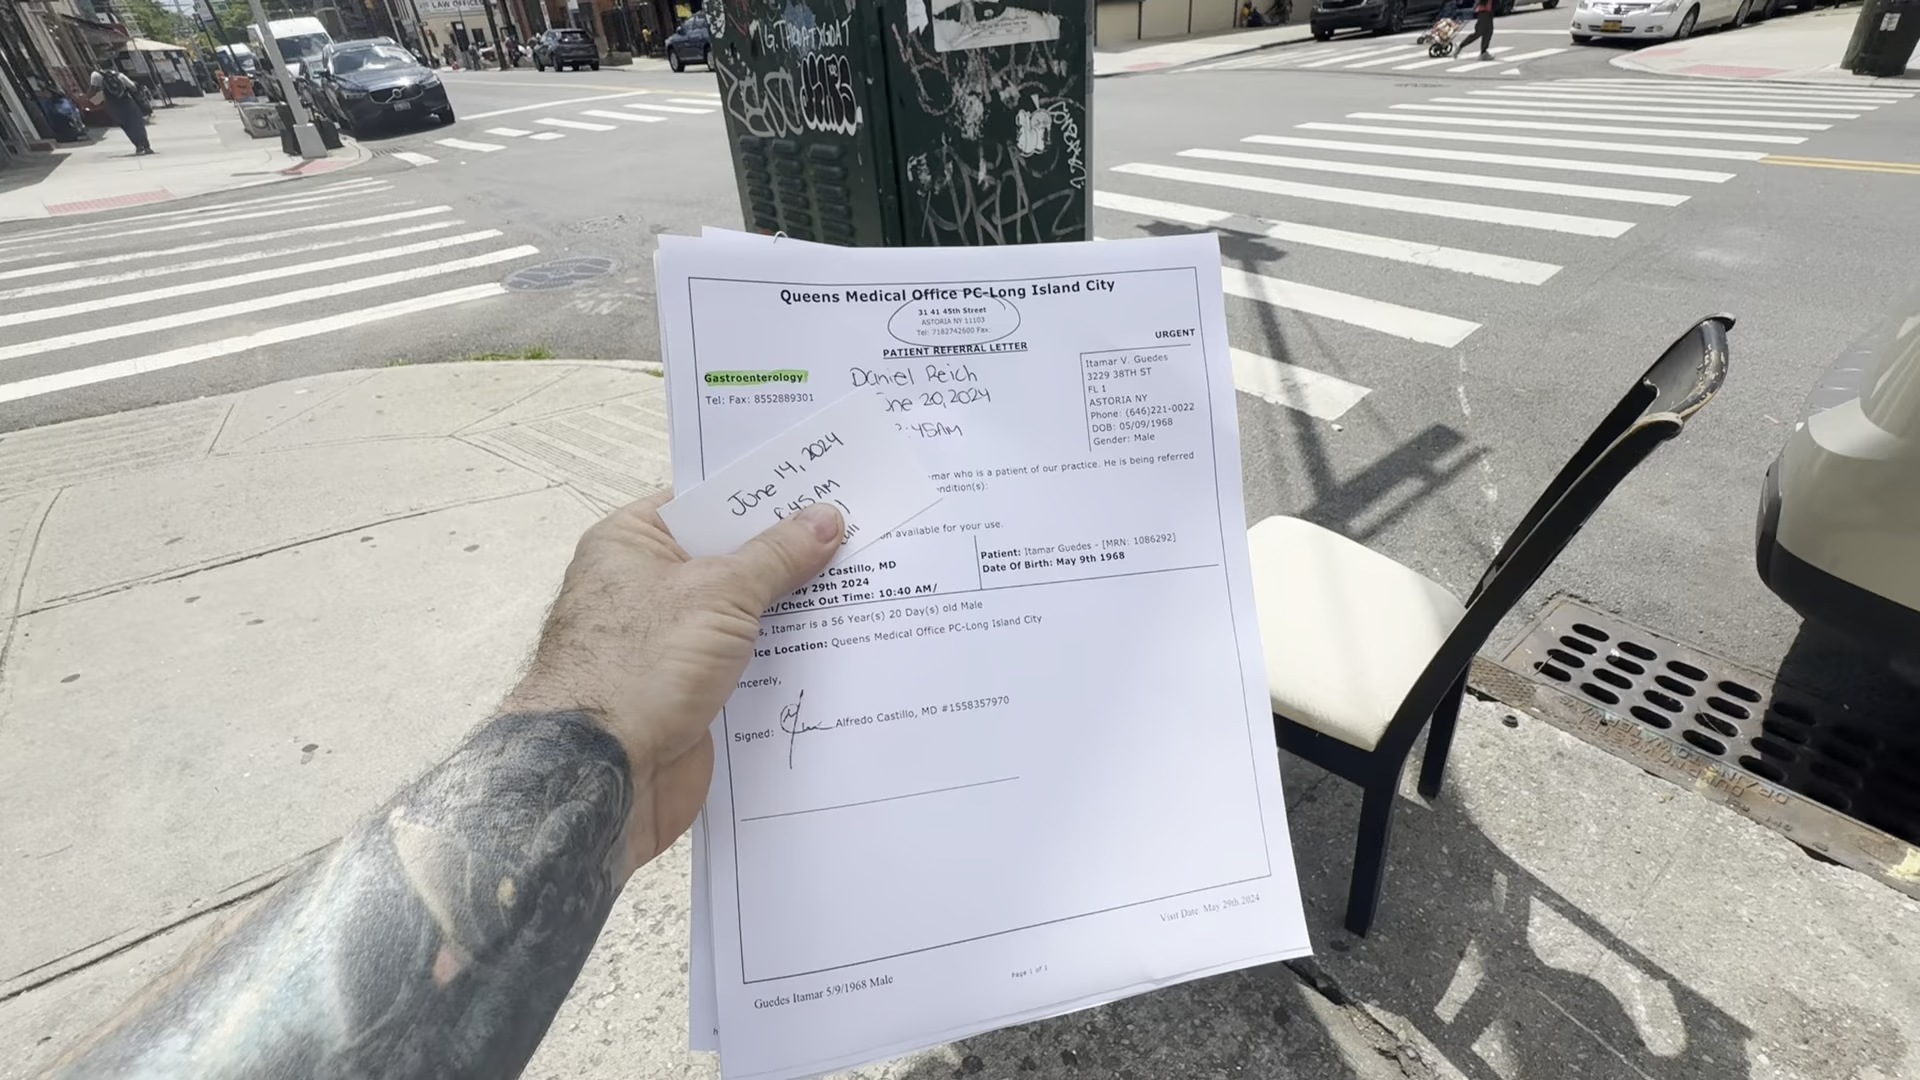 LAW OFFICES
Queens Medical Office PC-Long Island City
31 41 45th Street
ASTORIA NY 11103
Tel: 7182742600 Fax:
PATIENT REFERRAL LETTER
URGENT
Gastroenterology
Tel: Fax: 8552889301
Daniel Reich
20, 2024
:45AM
Itamar V. Guedes
3229 38TH ST
FL 1
ASTORIA NY
Phone: (646)221-0022
DOB: 05/09/1968
Gender: Male
June 14, 2024
8:45 AM
who is a patient of our practice. He is being referred
available for your use.
Castillo, MD
29th 2024
/Check Out Time: 10:40 AM/
Patient: Itamar Guedes - [MRN: 1086292]
Date Of Birth: May 9th 1968
Itamar is a 56 Year(s) 20 Day(s) old Male
Location: Queens Medical Office PC-Long Island City
Signed: Alfredo Castillo, MD #1558357970
Visit Date: May 29th 2024
Guedes Itamar 5/9/1968 Male
Page 1 of 1